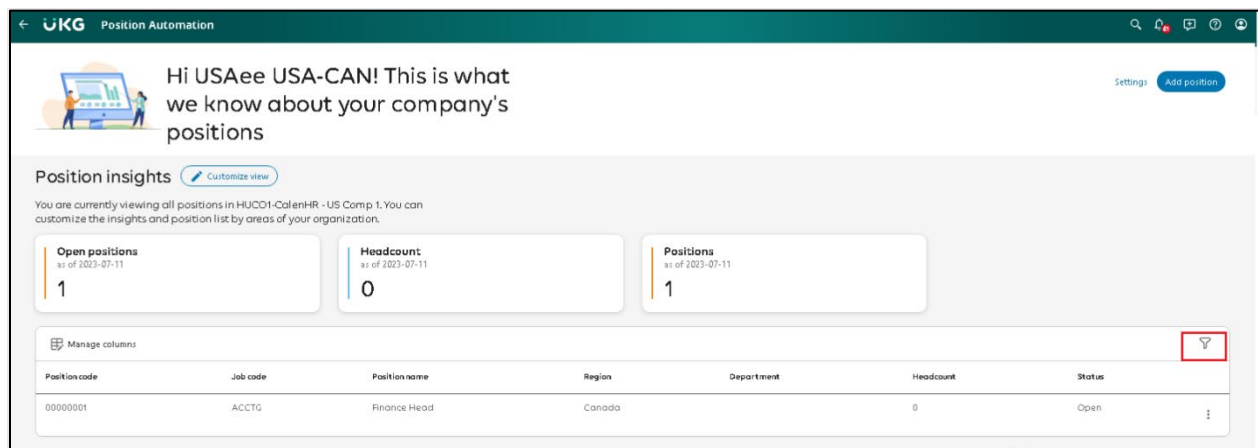 UKG Position Automation
Hi USAee USA-CAN! This is what
we know about your company's
positions
Settings
Add position
Position insights
Customize view
You are currently viewing all positions in HUCO1-CalenHR - US Comp 1. You can
customize the insights and position list by areas of your organization.
Open positions
as of 2023-07-11
1
Headcount
as of 2023-07-11
0
Positions
as of 2023-07-11
1
Manage columns
Position code Job code Position name Region Department Headcount Status
00000001 ACCTG Finance Head Canada 0 Open